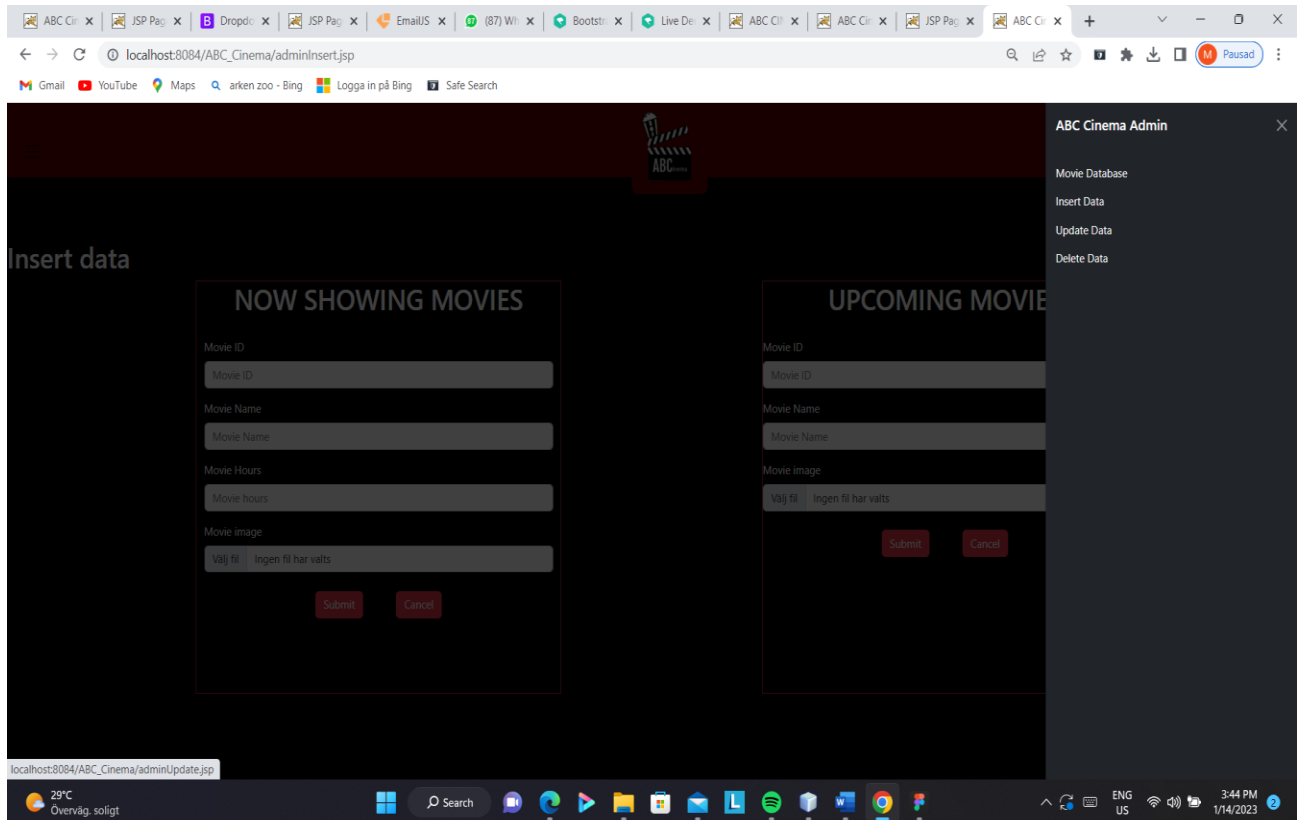 ABC Cin JSP Pag Dropdo JSP Pag EmailJS (87) Wh Bootstr Live De ABC CIN ABC Cin JSP Pag ABC Cin
localhost:8084/ABC_Cinema/adminInsert.jsp Pausad
Gmail YouTube Maps arken zoo - Bing Logga in på Bing Safe Search
ABC Cinema Admin
ABC
Movie Database
Insert Data
Update Data
Delete Data
Insert data
NOW SHOWING MOVIES
Movie ID
Movie ID
Movie Name
Movie Name
Movie Hours
Movie hours
Movie image
Välj fil Ingen fil har valts
Submit Cancel
UPCOMING MOVIE
Movie ID
Movie ID
Movie Name
Movie Name
Movie image
Välj fil Ingen fil har valts
Submit Cancel
localhost:8084/ABC_Cinema/adminUpdate.jsp
29°C
Överväg. soligt
Search
ENG
US
3:44 PM
1/14/2023
2